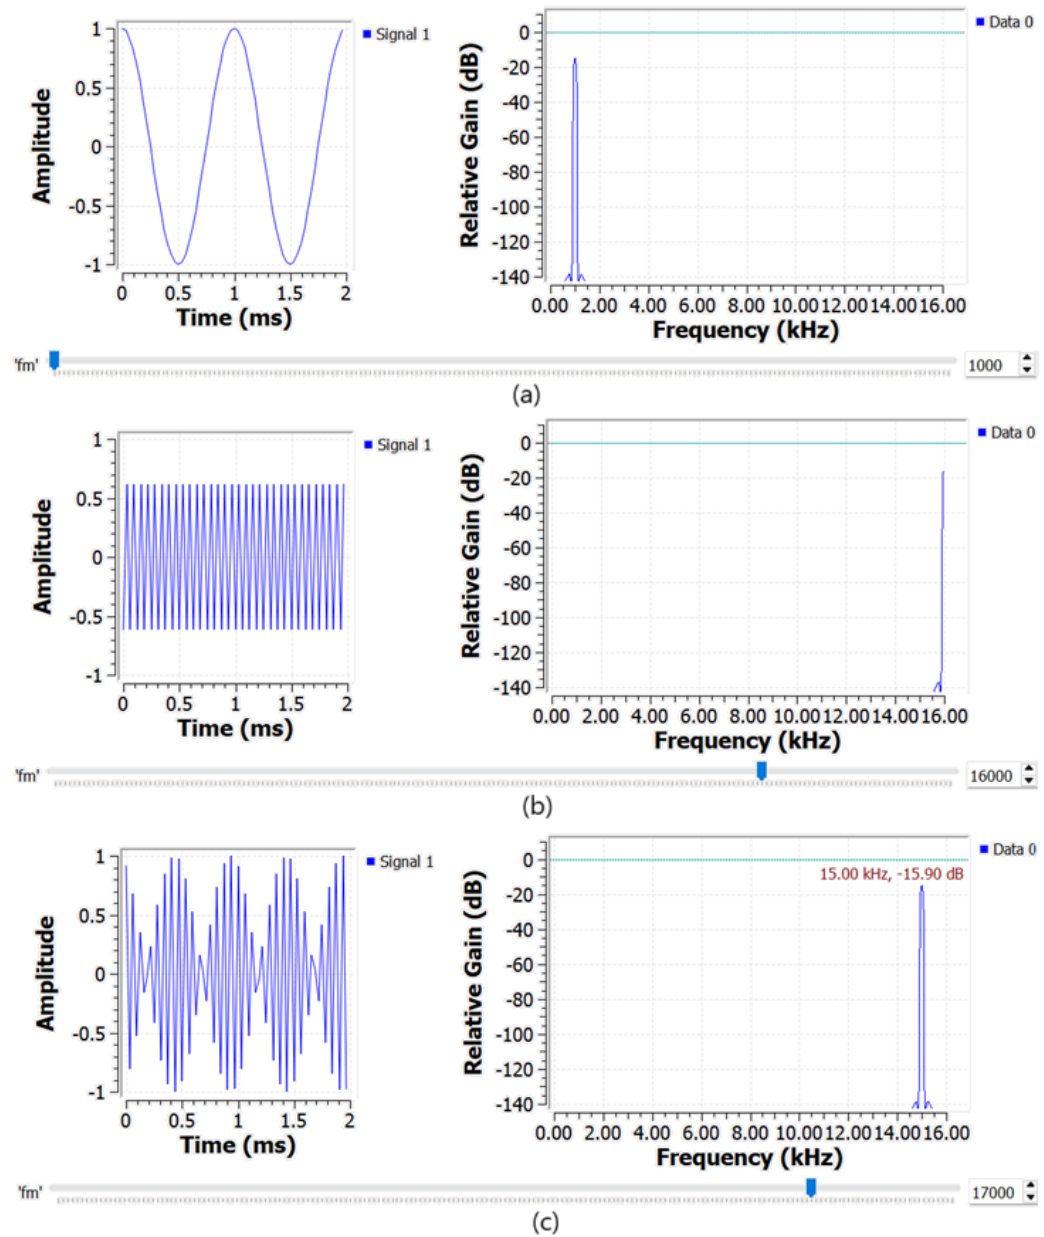 Amplitude
1
0.5
0
-0.5
-1
0 0.5 1 1.5 2
Time (ms)
Signal 1
Relative Gain (dB)
0
-20
-40
-60
-80
-100
-120
-140
0.00 2.00 4.00 6.00 8.00 10.00 12.00 14.00 16.00
Frequency (kHz)
Data 0
'fm' 1000
(a)
Amplitude
1
0.5
0
-0.5
-1
0 0.5 1 1.5 2
Time (ms)
Signal 1
Relative Gain (dB)
0
-20
-40
-60
-80
-100
-120
-140
0.00 2.00 4.00 6.00 8.00 10.00 12.00 14.00 16.00
Frequency (kHz)
Data 0
'fm' 16000
(b)
Amplitude
1
0.5
0
-0.5
-1
0 0.5 1 1.5 2
Time (ms)
Signal 1
Relative Gain (dB)
0
-20
-40
-60
-80
-100
-120
-140
15.00 kHz, -15.90 dB
0.00 2.00 4.00 6.00 8.00 10.00 12.00 14.00 16.00
Frequency (kHz)
Data 0
'fm' 17000
(c)